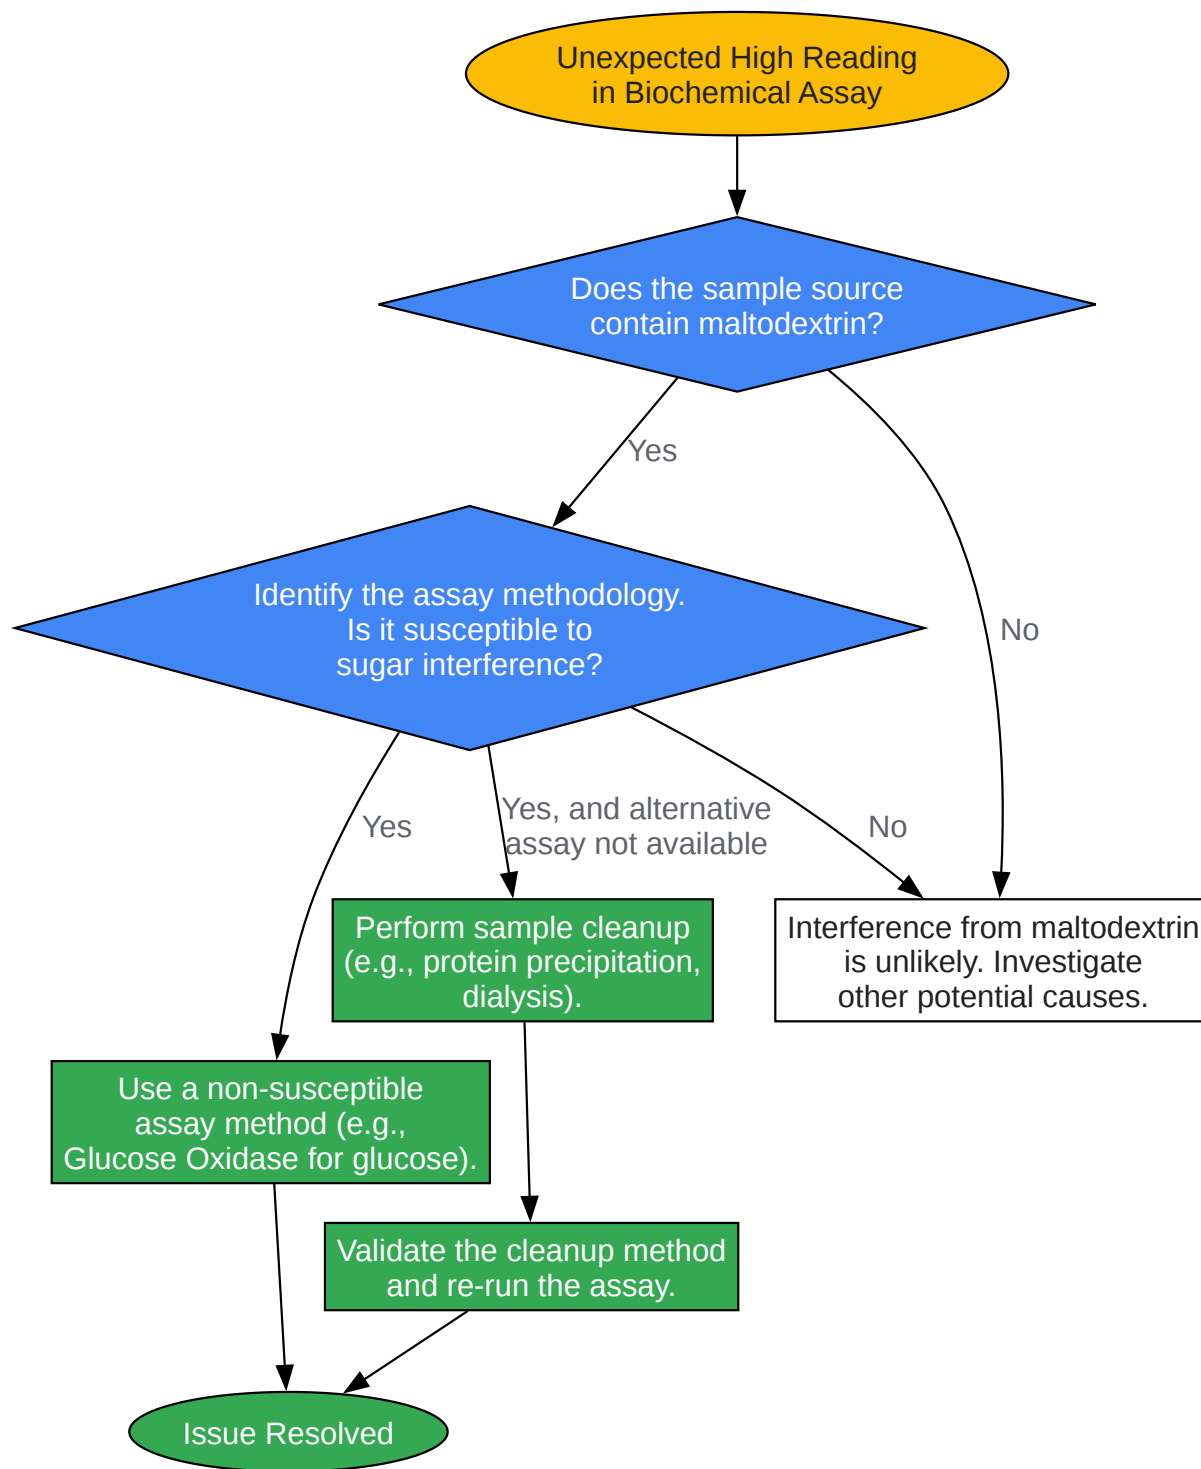 Unexpected High Reading
in Biochemical Assay
Does the sample source
contain maltodextrin?
Yes
No
Identify the assay methodology.
Is it susceptible to
sugar interference?
Yes
Yes, and alternative
assay not available
No
Perform sample cleanup
(e.g., protein precipitation,
dialysis).
Interference from maltodextrin
is unlikely. Investigate
other potential causes.
Use a non-susceptible
assay method (e.g.,
Glucose Oxidase for glucose).
Validate the cleanup method
and re-run the assay.
Issue Resolved